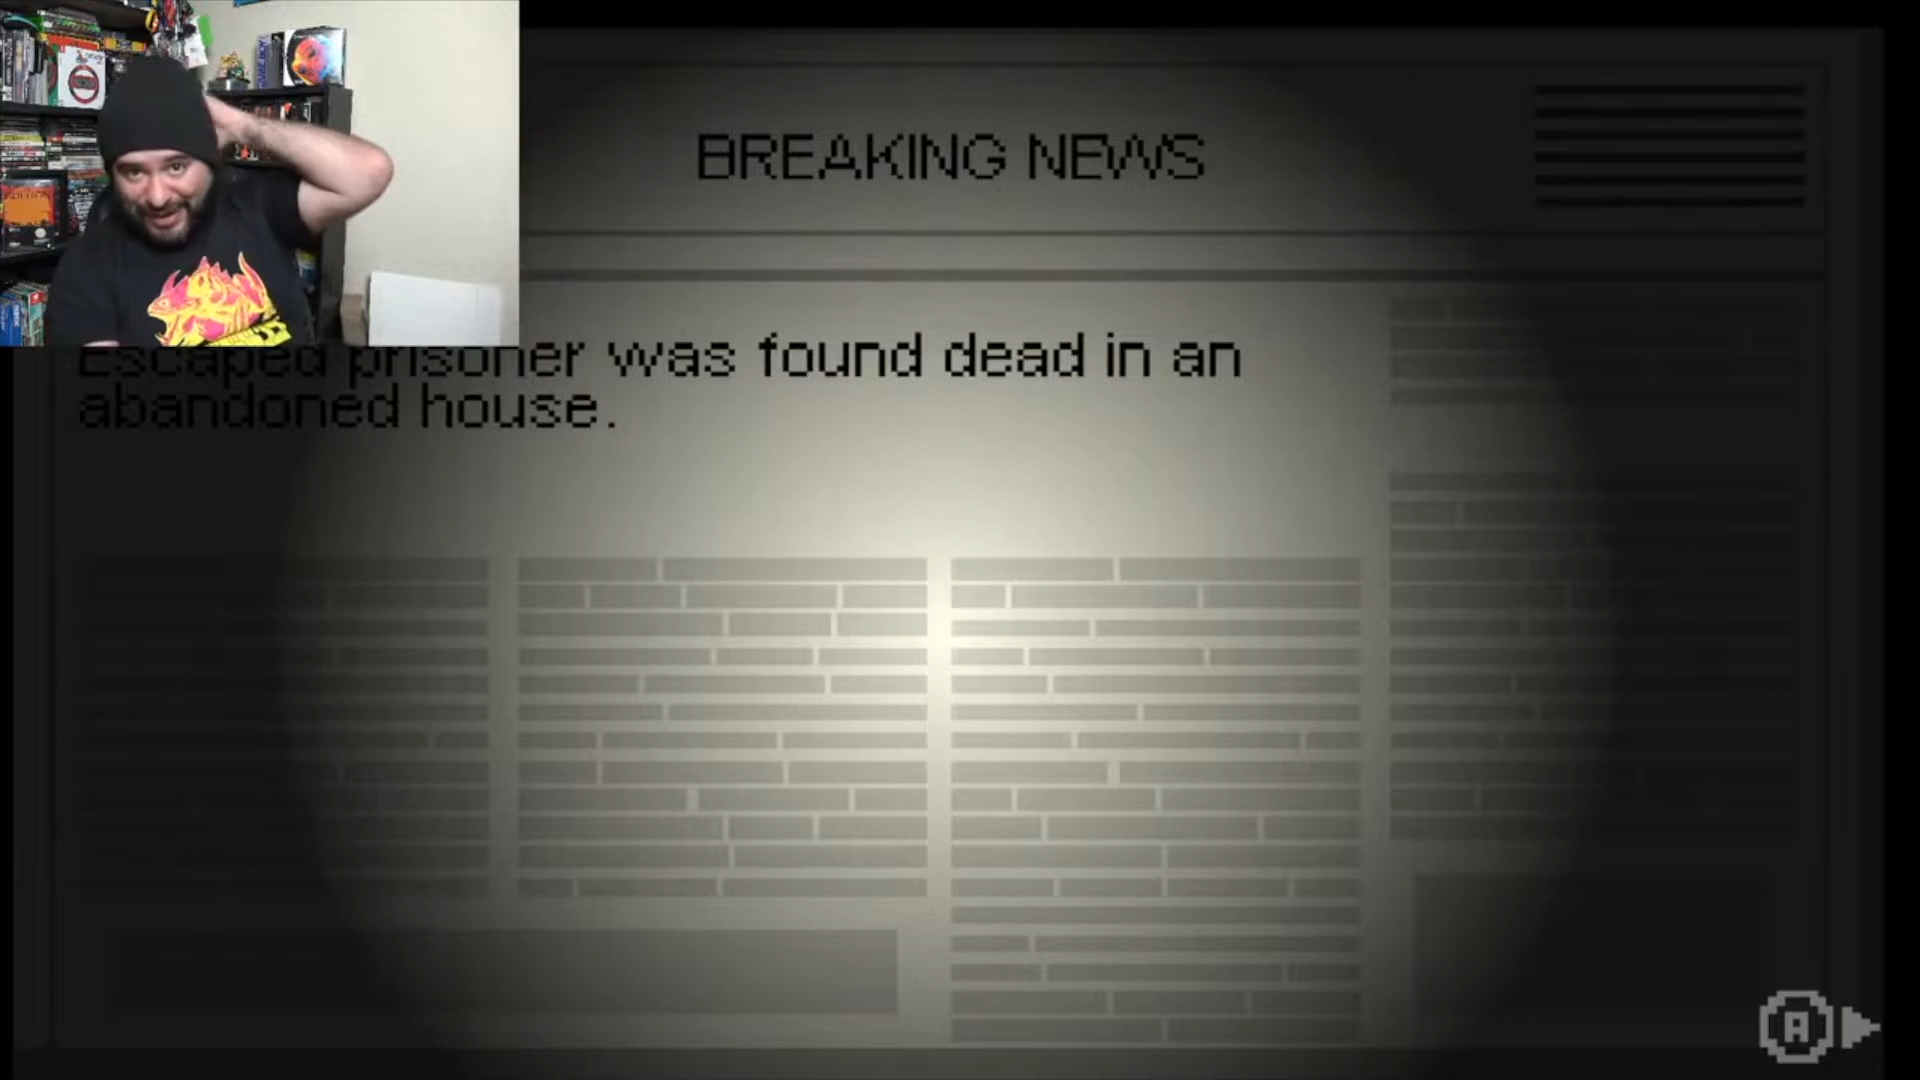 BREAKING NEWS
Escaped prisoner was found dead in an
abandoned house.
A